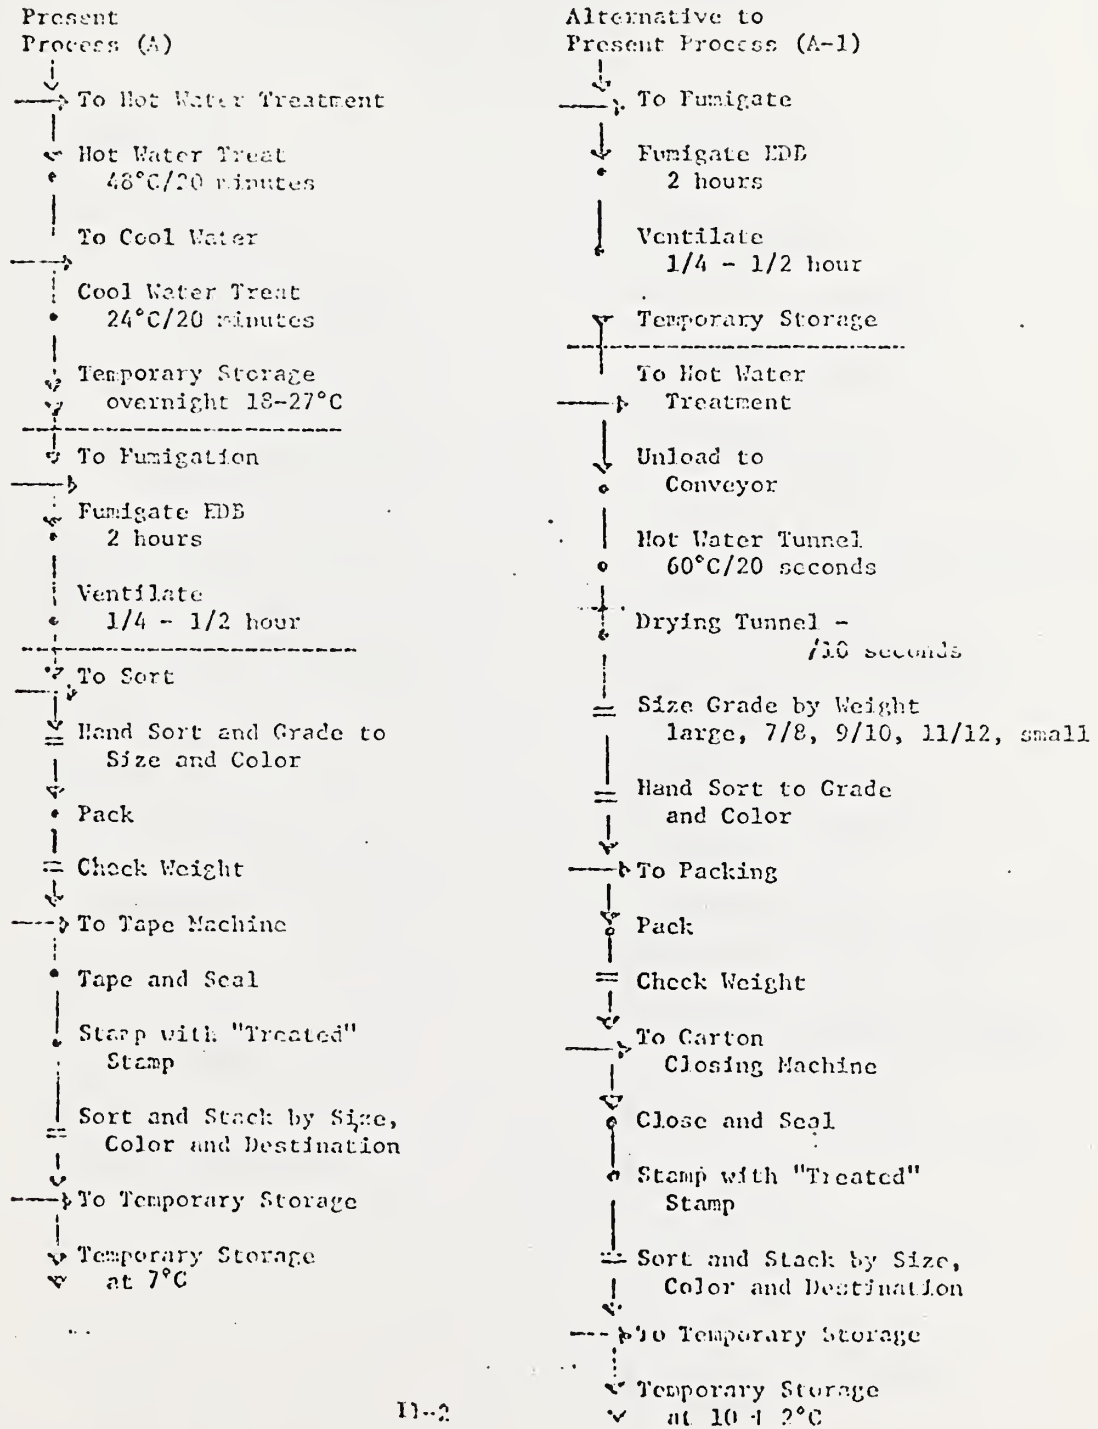 Present
Process (A)
To Hot Water Treatment
Hot Water Treat
48°C/20 minutes
To Cool Water
Cool Water Treat
24°C/20 minutes
Temporary Storage
overnight 18-27°C
To Fumigation
Fumigate EDB
2 hours
Ventilate
1/4 - 1/2 hour
To Sort
Hand Sort and Grade to
Size and Color
Pack
Check Weight
To Tape Machine
Tape and Seal
Stamp with "Treated"
Stamp
Sort and Stack by Size,
Color and Destination
To Temporary Storage
Temporary Storage
at 7°C
Alternative to
Present Process (A-1)
To Fumigate
Fumigate EDB
2 hours
Ventilate
1/4 - 1/2 hour
Temporary Storage
To Hot Water
Treatment
Unload to
Conveyor
Hot Water Tunnel
60°C/20 seconds
Drying Tunnel -
/10 seconds
Size Grade by Weight
large, 7/8, 9/10, 11/12, small
Hand Sort to Grade
and Color
To Packing
Pack
Check Weight
To Carton
Closing Machine
Close and Seal
Stamp with "Treated"
Stamp
Sort and Stack by Size,
Color and Destination
To Temporary Storage
Temporary Storage
at 10 2°C